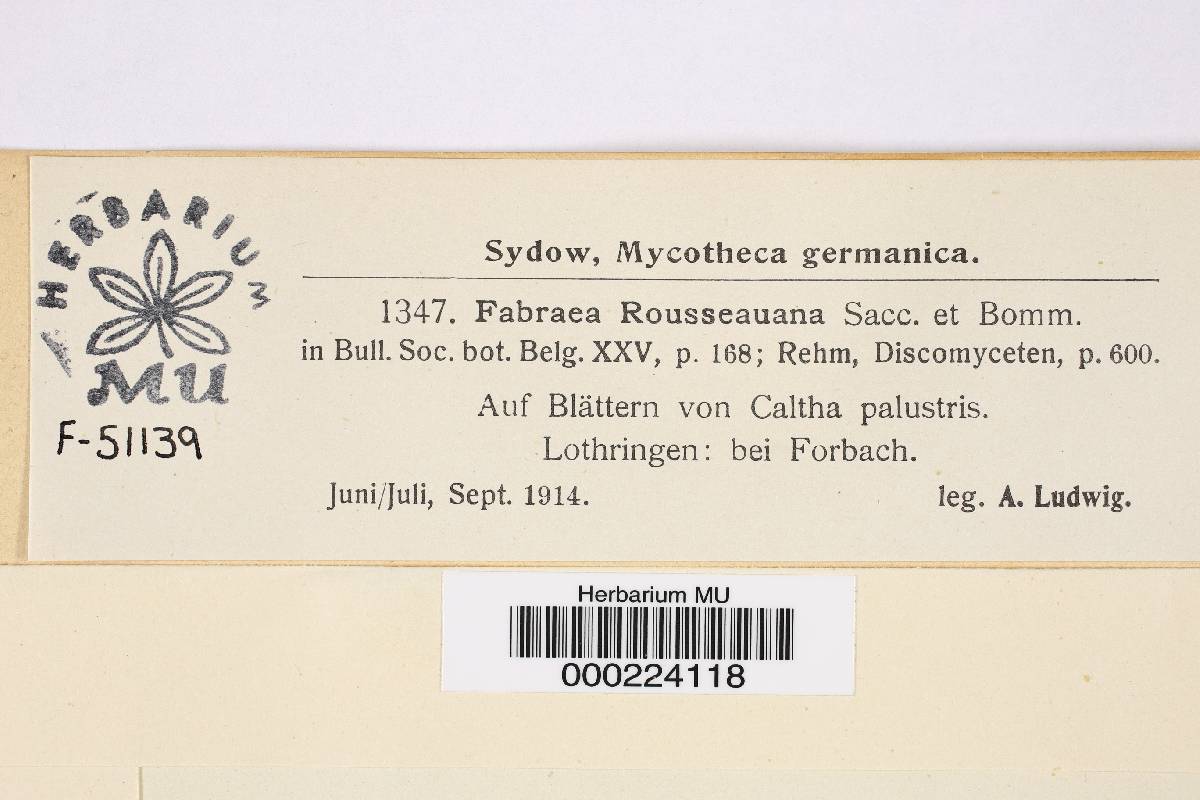 HERBARIUM
MU
F-51139
Sydow, Mycotheca germanica.
1347. Fabraea Rousseauana Sacc. et Bomm.
in Bull. Soc. bot. Belg. XXV, p. 168; Rehm, Discomyceten, p. 600.
Auf Blättern von Caltha palustris.
Lothringen: bei Forbach.
Juni/Juli, Sept. 1914. leg. A. Ludwig.
Herbarium MU
000224118